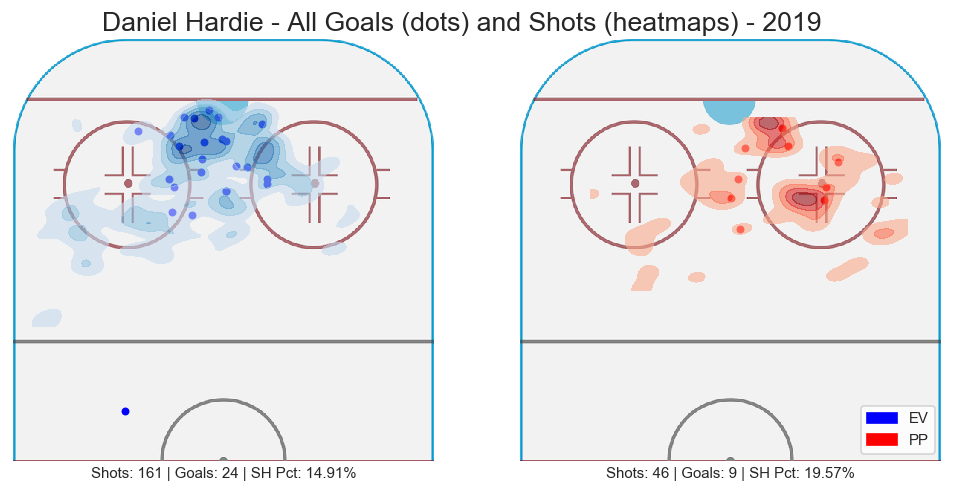 Daniel Hardie - All Goals (dots) and Shots (heatmaps) - 2019
EV
PP
Shots: 161 | Goals: 24 | SH Pct: 14.91%
Shots: 46 | Goals: 9 | SH Pct: 19.57%